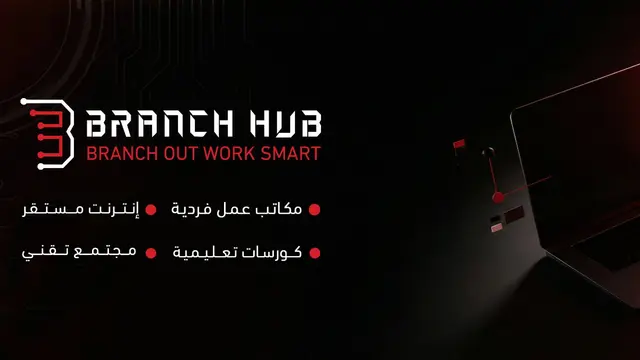 BRANCH HUB
BRANCH OUT WORK SMART
مكاتب عمل فردية
إنترنت مستقر
كورسات تعليمية
مجتمع تقني